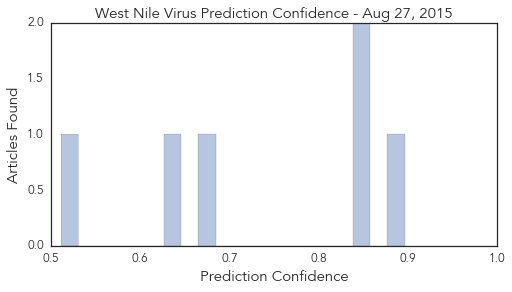 West Nile Virus Prediction Confidence - Aug 27, 2015
2.0
1.5
1.0
0.5
0.0
Articles Found
0.5 0.6 0.7 0.8 0.9 1.0
Prediction Confidence